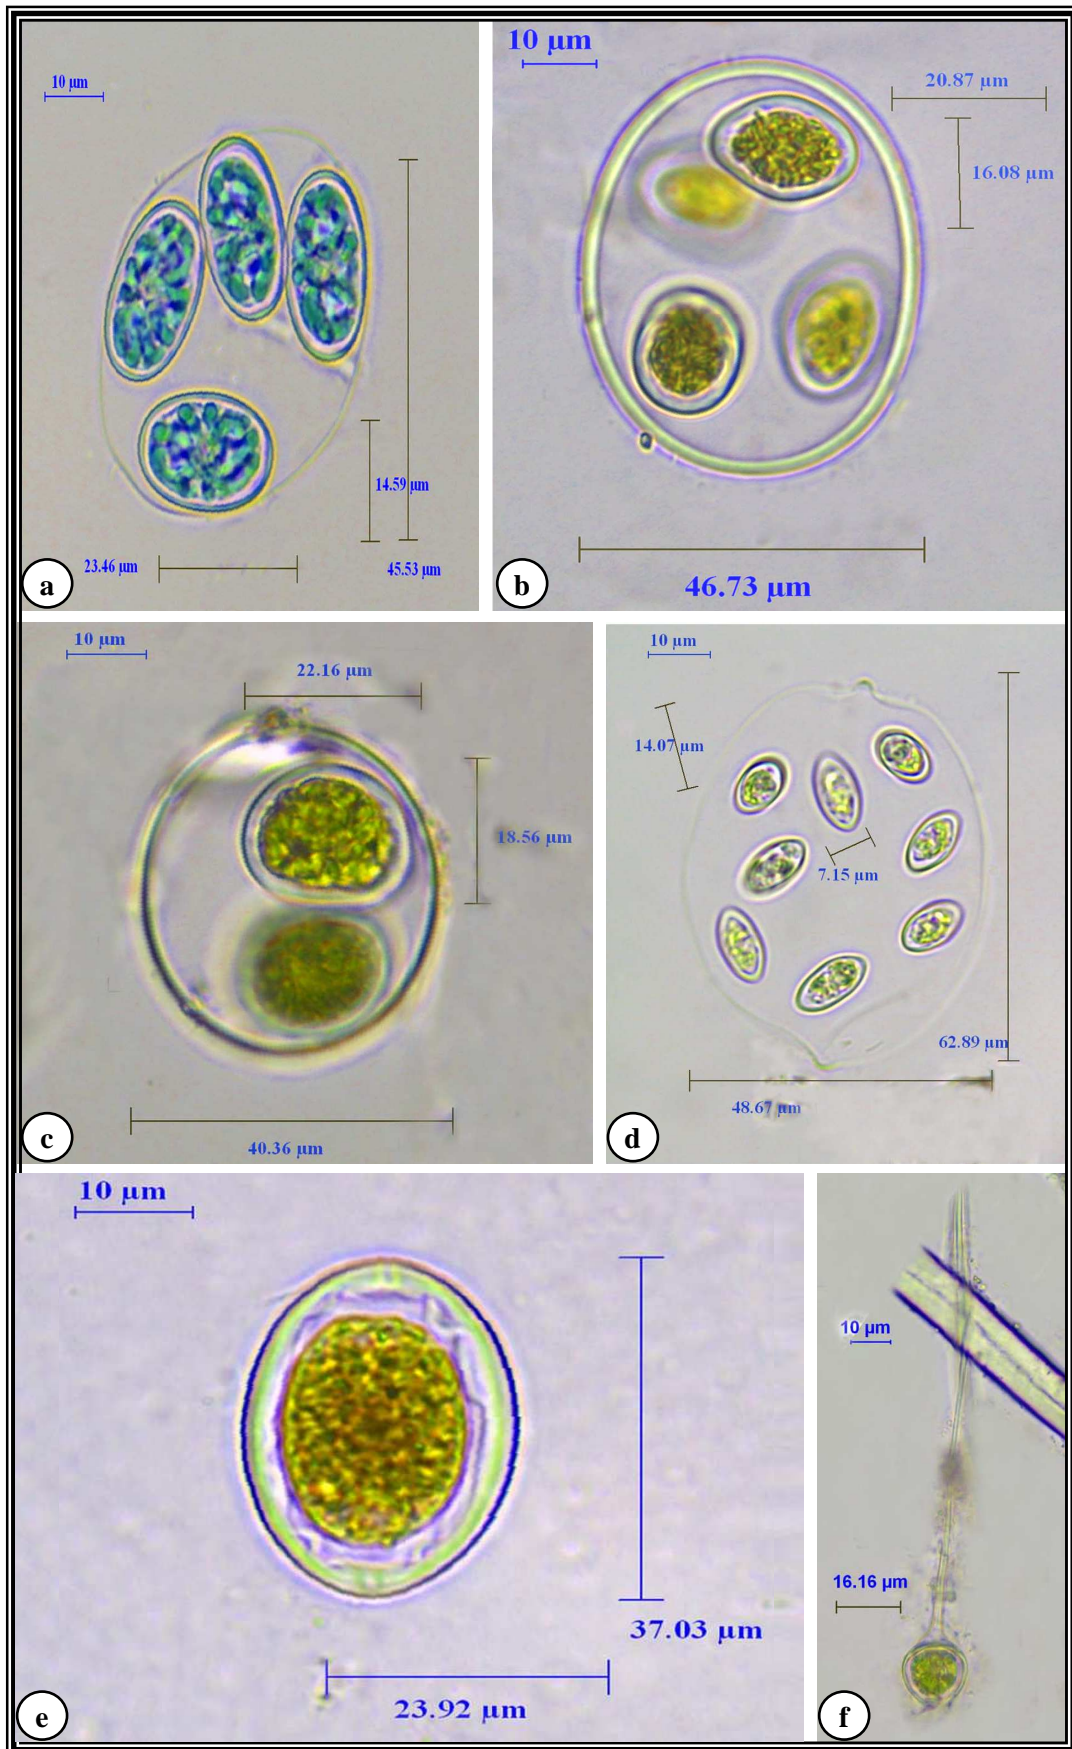 10 µm
14.59 µm
23.46 µm
45.53 µm
a
10 µm
20.87 µm
16.08 µm
46.73 µm
b
10 µm
22.16 µm
18.56 µm
40.36 µm
c
10 µm
14.07 µm
7.15 µm
62.89 µm
48.67 µm
d
10 µm
37.03 µm
23.92 µm
e
10 µm
16.16 µm
f